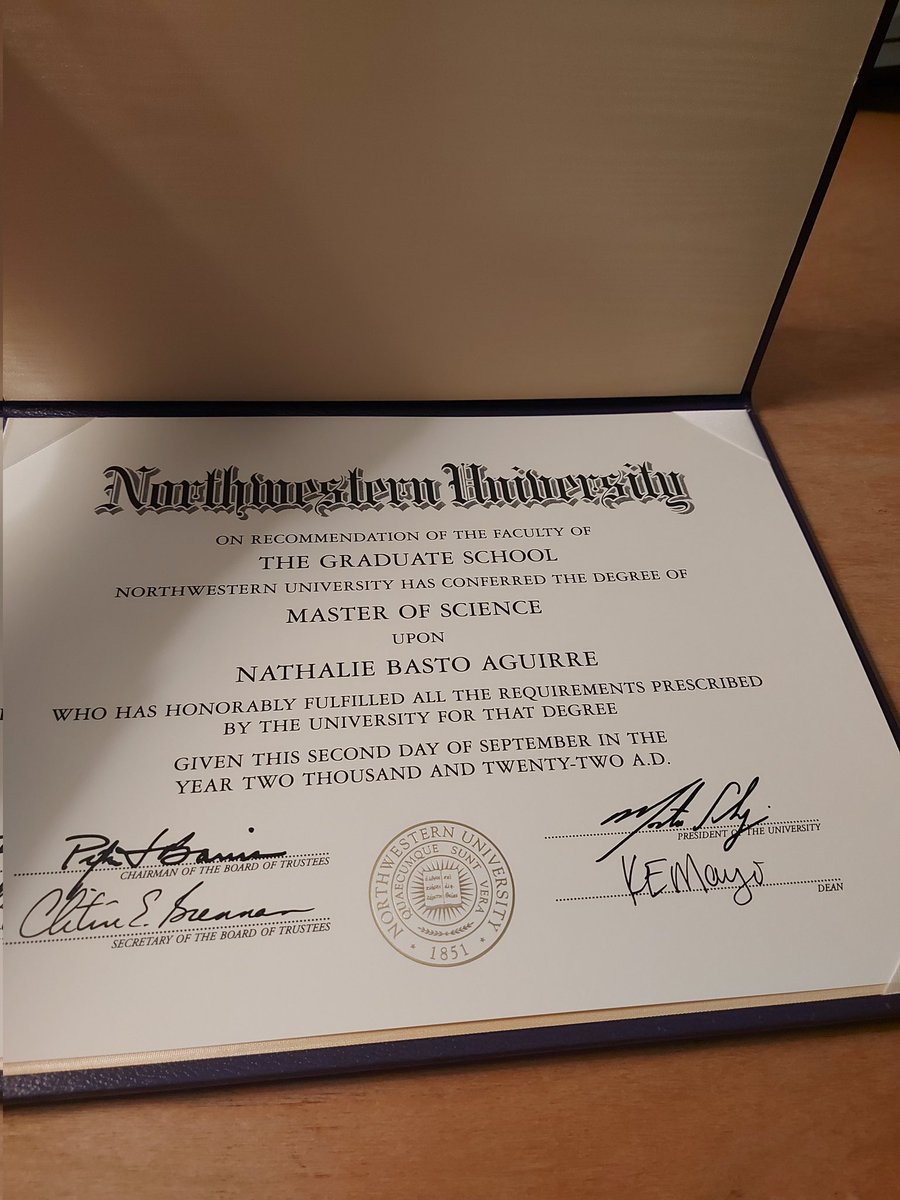 Northwestern University
ON RECOMMENDATION OF THE FACULTY OF
THE GRADUATE SCHOOL
NORTHWESTERN UNIVERSITY HAS CONFERRED THE DEGREE OF
MASTER OF SCIENCE
UPON
NATHALIE BASTO AGUIRRE
WHO HAS HONORABLY FULFILLED ALL THE REQUIREMENTS PRESCRIBED
BY THE UNIVERSITY FOR THAT DEGREE
GIVEN THIS SECOND DAY OF SEPTEMBER IN THE
YEAR TWO THOUSAND AND TWENTY-TWO A.D.
CHAIRMAN OF THE BOARD OF TRUSTEES
SECRETARY OF THE BOARD OF TRUSTEES
NORTHWESTERN UNIVERSITY
QUAECUMQUE SUNT VERA
1851
PRESIDENT OF THE UNIVERSITY
K E Mayo
DEAN